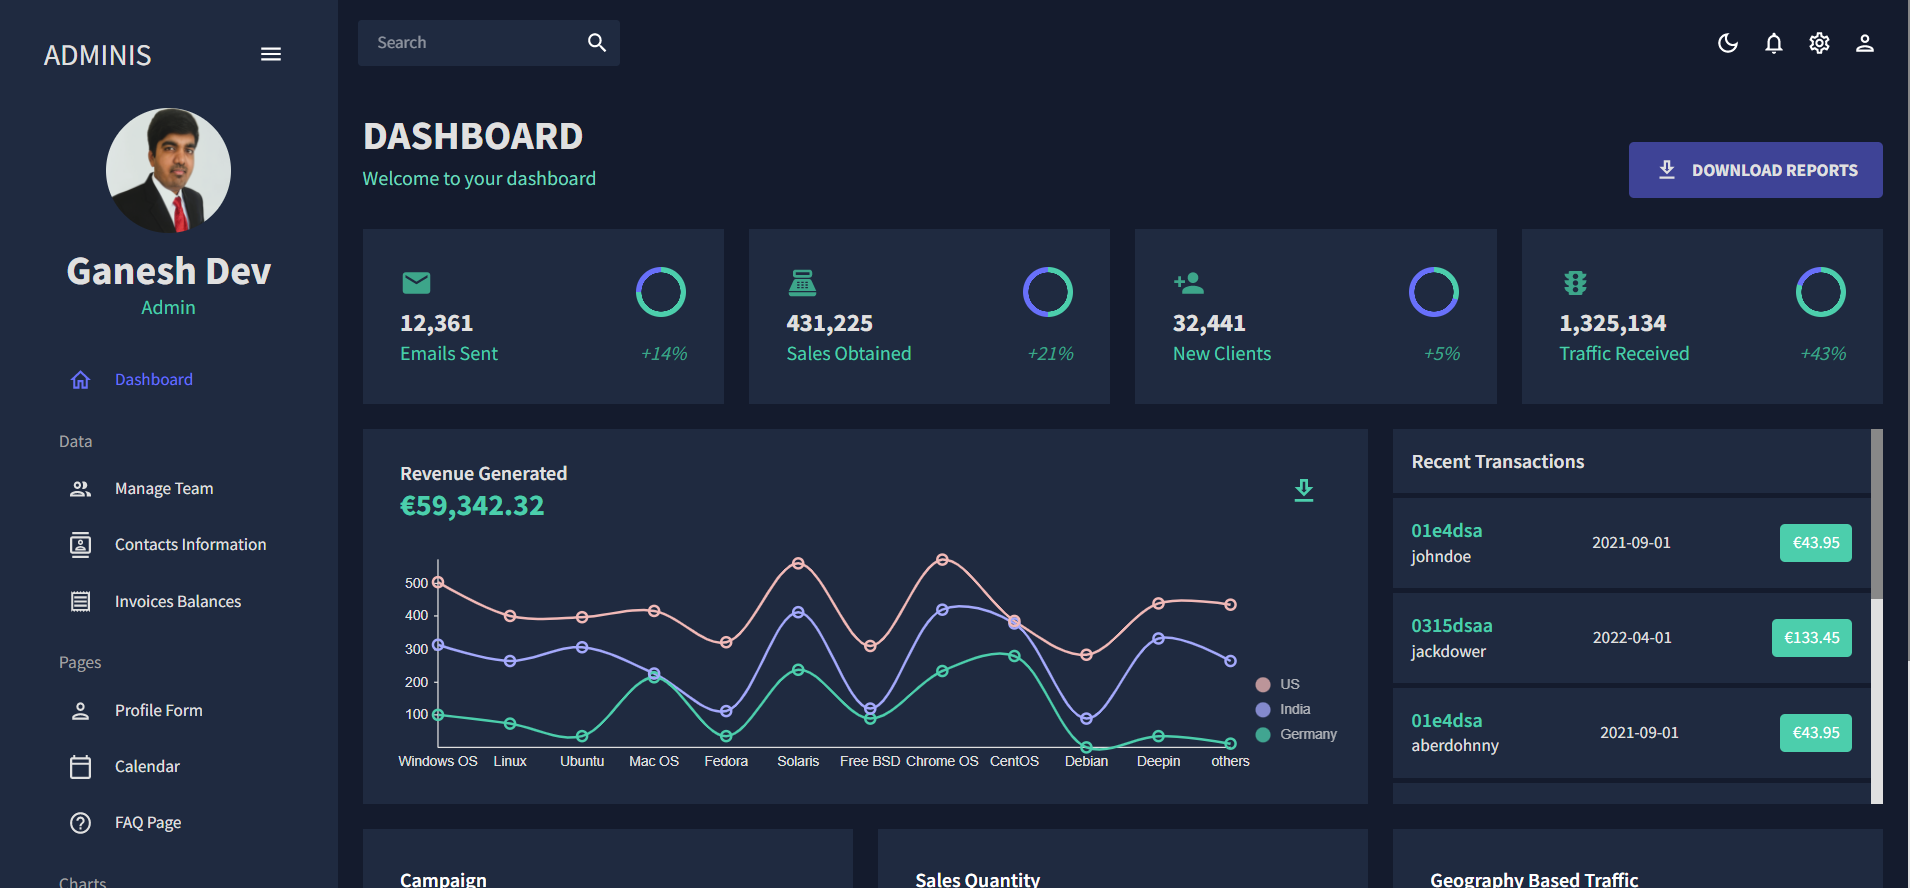 ADMINIS
Ganesh Dev
Admin
Dashboard
Data
Manage Team
Contacts Information
Invoices Balances
Pages
Profile Form
Calendar
FAQ Page
Charts
Search
DASHBOARD
Welcome to your dashboard
DOWNLOAD REPORTS
12,361
Emails Sent
+14%
431,225
Sales Obtained
+21%
32,441
New Clients
+5%
1,325,134
Traffic Received
+43%
Revenue Generated
€59,342.32
500
400
300
200
100
Windows OS Linux Ubuntu Mac OS Fedora Solaris Free BSD Chrome OS CentOS Debian Deepin others
US
India
Germany
Recent Transactions
01e4dsa
johndoe
2021-09-01
€43.95
0315dsaa
jackdower
2022-04-01
€133.45
01e4dsa
aberdohnny
2021-09-01
€43.95
Campaign
Sales Quantity
Geography Based Traffic